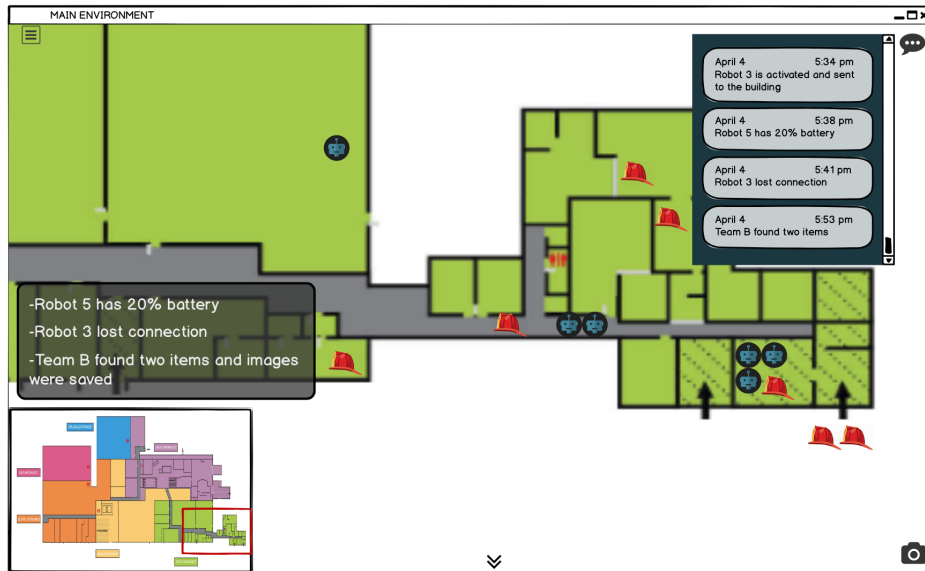 MAIN ENVIRONMENT
April 4 5:34 pm
Robot 3 is activated and sent
to the building
April 4 5:38 pm
Robot 5 has 20% battery
April 4 5:41 pm
Robot 3 lost connection
April 4 5:53 pm
Team B found two items
-Robot 5 has 20% battery
-Robot 3 lost connection
-Team B found two items and images
were saved